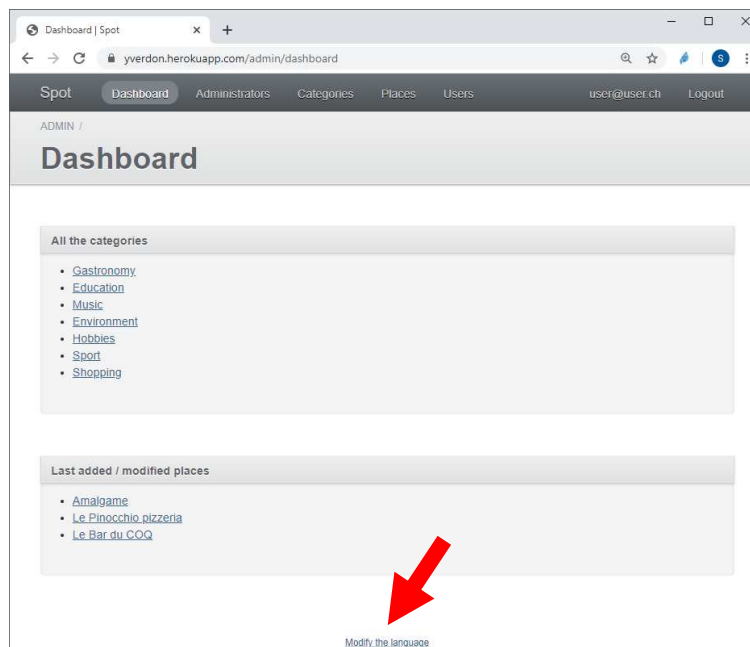 Dashboard | Spot
yverdon.herokuapp.com/admin/dashboard
S
Spot Dashboard Administrators Categories Places Users user@user.ch Logout
ADMIN /
Dashboard
All the categories
Gastronomy
Education
Music
Environment
Hobbies
Sport
Shopping
Last added / modified places
Amalgame
Le Pinocchio pizzeria
Le Bar du COQ
Modify the language